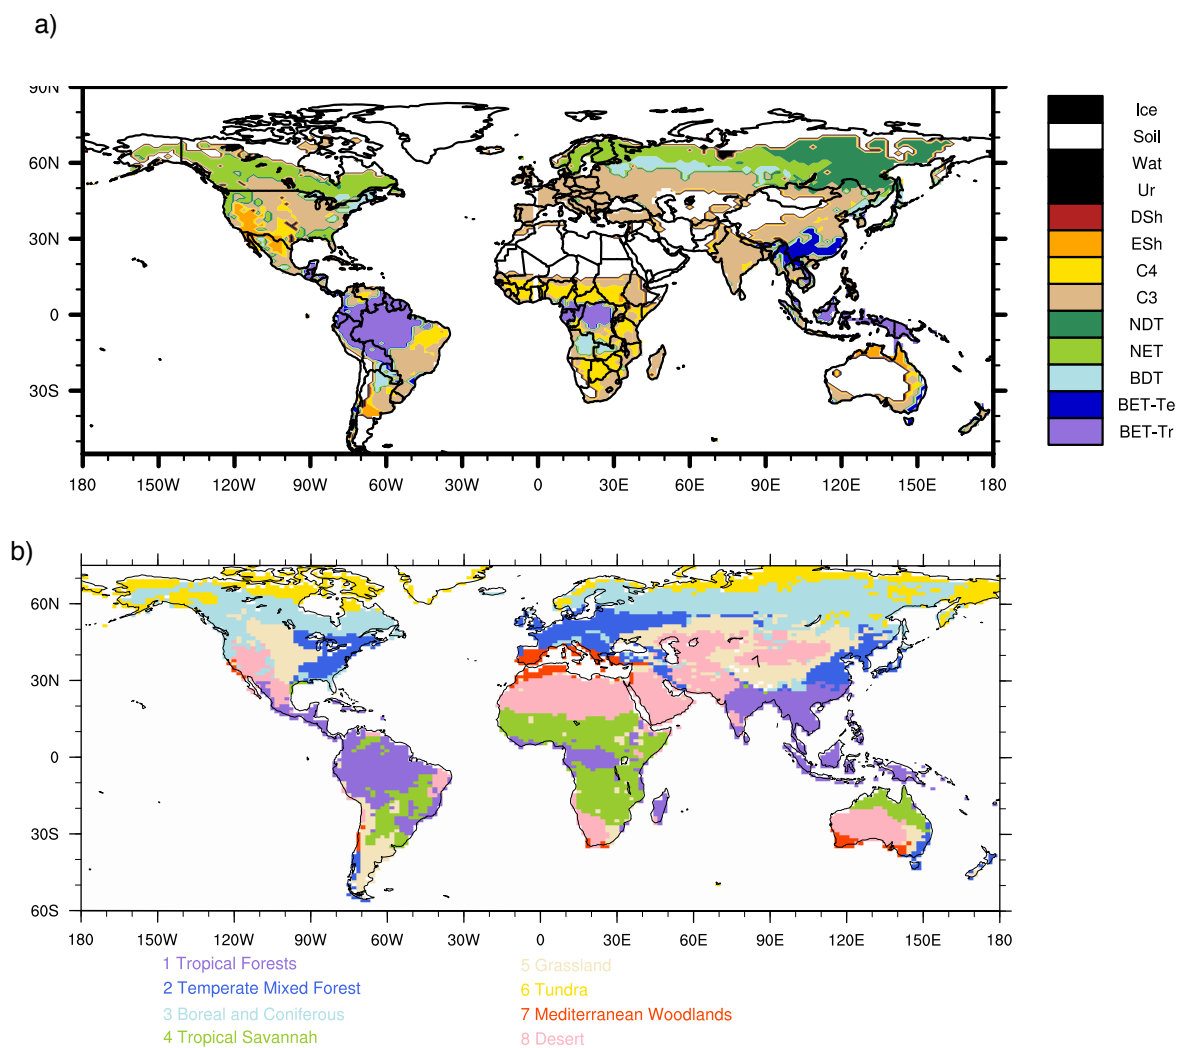 a)
90N
60N
30N
0
30S
180 150W 120W 90W 60W 30W 0 30E 60E 90E 120E 150E 180
Ice
Soil
Wat
Ur
DSh
ESh
C4
C3
NDT
NET
BDT
BET-Te
BET-Tr
b)
60N
30N
0
30S
60S
180 150W 120W 90W 60W 30W 0 30E 60E 90E 120E 150E 180
1 Tropical Forests
2 Temperate Mixed Forest
3 Boreal and Coniferous
4 Tropical Savannah
5 Grassland
6 Tundra
7 Mediterranean Woodlands
8 Desert